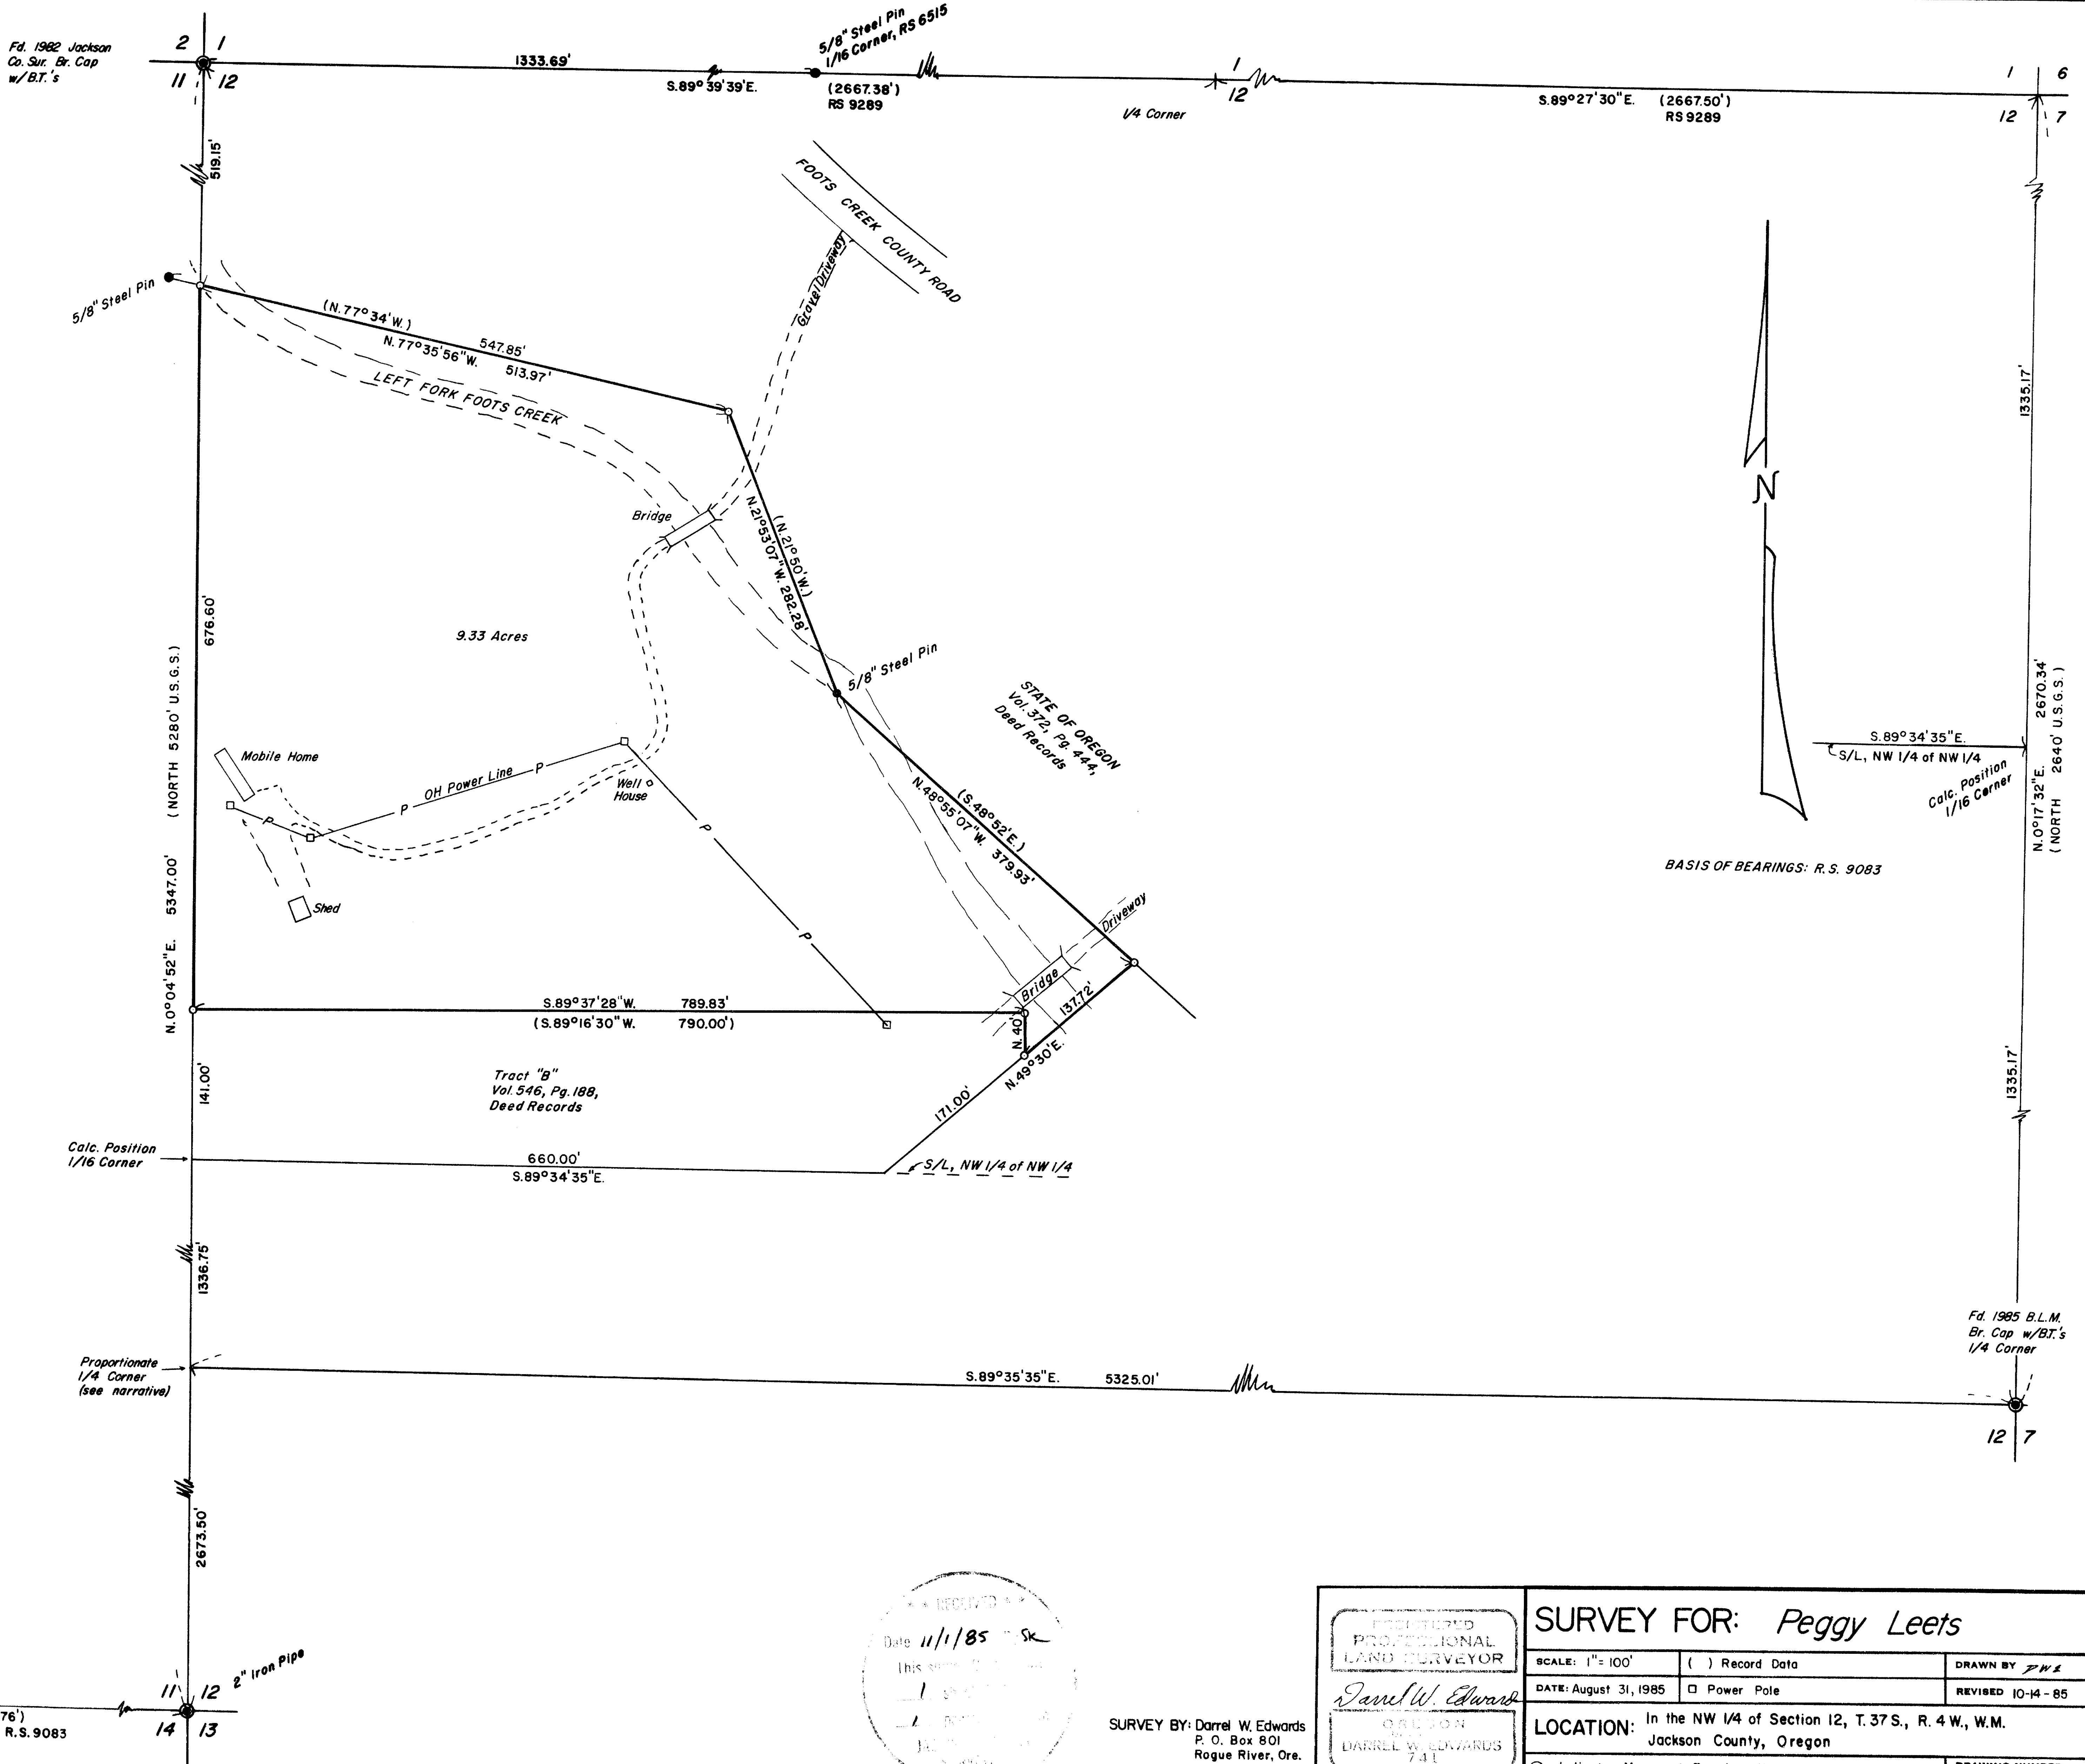 Fd. 1982 Jackson
Co. Sur. Br. Cap
w/B.T.'s
2 1
11 12
1333.69'
5/8" Steel Pin
1/16 Corner, RS 6515
S.89°39'39"E.
(2667.38')
RS 9289
1
12
1/4 Corner
S.89°27'30"E. (2667.50')
RS 9289
1 6
12 7
519.15'
FOOTS CREEK COUNTY ROAD
Gravel Driveway
5/8" Steel Pin
(N.77°34'W.)
547.85'
N.77°35'56"W.
513.97'
LEFT FORK FOOTS CREEK
Bridge
(N.21°50'W.)
N.21°53'07"W. 282.28'
N
1335.17'
676.60'
9.33 Acres
5/8" Steel Pin
STATE OF OREGON
Vol. 372, Pg. 444,
Deed Records
(NORTH 5280' U.S.G.S.)
N.0°04'52"E. 5347.00'
Mobile Home
OH Power Line P
P
P
Well
House
P
P
Shed
(S.48°52'E.)
N.48°55'07"W. 379.93'
S.89°34'35"E.
S/L, NW 1/4 of NW 1/4
Calc. Position
1/16 Corner
N.0°17'32"E. 2670.34'
(NORTH 2640' U.S.G.S.)
BASIS OF BEARINGS: R.S. 9083
Driveway
Bridge
137.72'
S.89°37'28"W. 789.83'
(S.89°16'30"W. 790.00')
N. 40'
N.49°30'E.
171.00'
141.00'
Tract "B"
Vol. 546, Pg. 188,
Deed Records
1335.17'
Calc. Position
1/16 Corner
660.00'
S.89°34'35"E.
S/L, NW 1/4 of NW 1/4
1336.75'
Fd. 1985 B.L.M.
Br. Cap w/B.T.'s
1/4 Corner
Proportionate
1/4 Corner
(see narrative)
S.89°35'35"E. 5325.01'
12 7
2673.50'
2" Iron Pipe
11 12
14 13
76')
R.S. 9083
RECEIVED
Date 11/1/85 SK
This
1
1
SURVEY BY: Darrel W. Edwards
P. O. Box 801
Rogue River, Ore.
REGISTERED
PROFESSIONAL
LAND SURVEYOR
Darrel W. Edwards
OREGON
DARREL W. EDWARDS
741
SURVEY FOR: Peggy Leets
SCALE: 1"= 100'
( ) Record Data
DRAWN BY
DATE: August 31, 1985
□ Power Pole
REVISED 10-14-85
LOCATION: In the NW 1/4 of Section 12, T. 37 S., R. 4 W., W.M.
Jackson County, Oregon